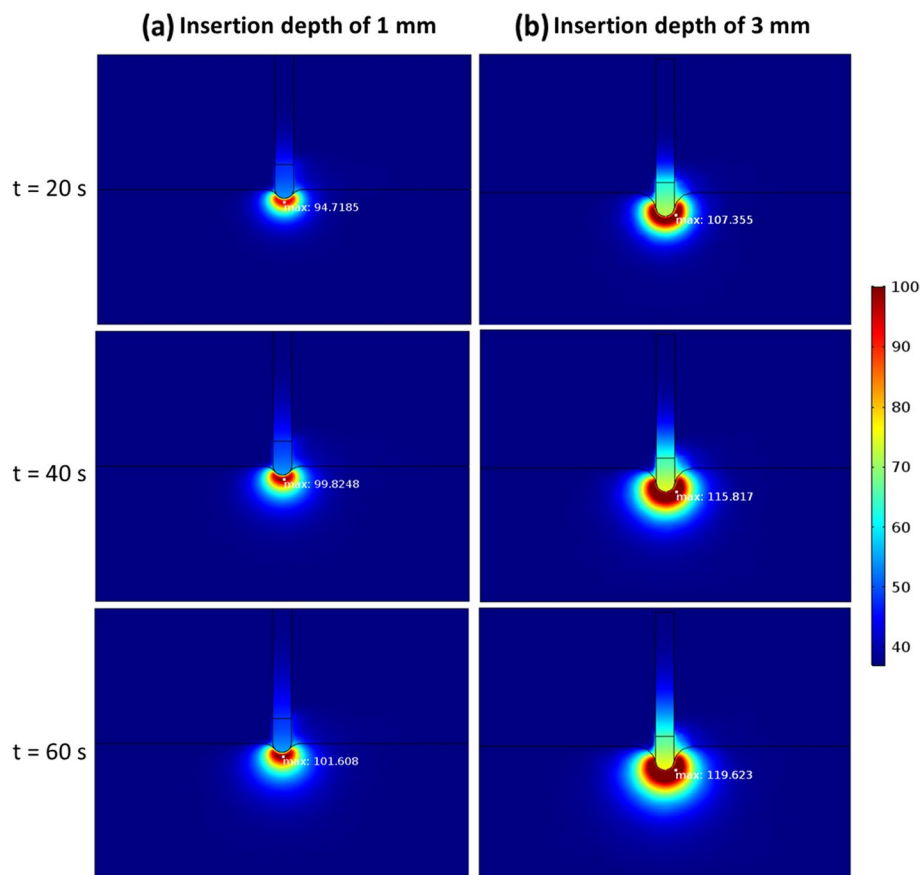 (a) Insertion depth of 1 mm
(b) Insertion depth of 3 mm
t = 20 s
max: 94.7185
max: 107.355
t = 40 s
max: 99.8248
max: 115.817
t = 60 s
max: 101.608
max: 119.623
100
90
80
70
60
50
40